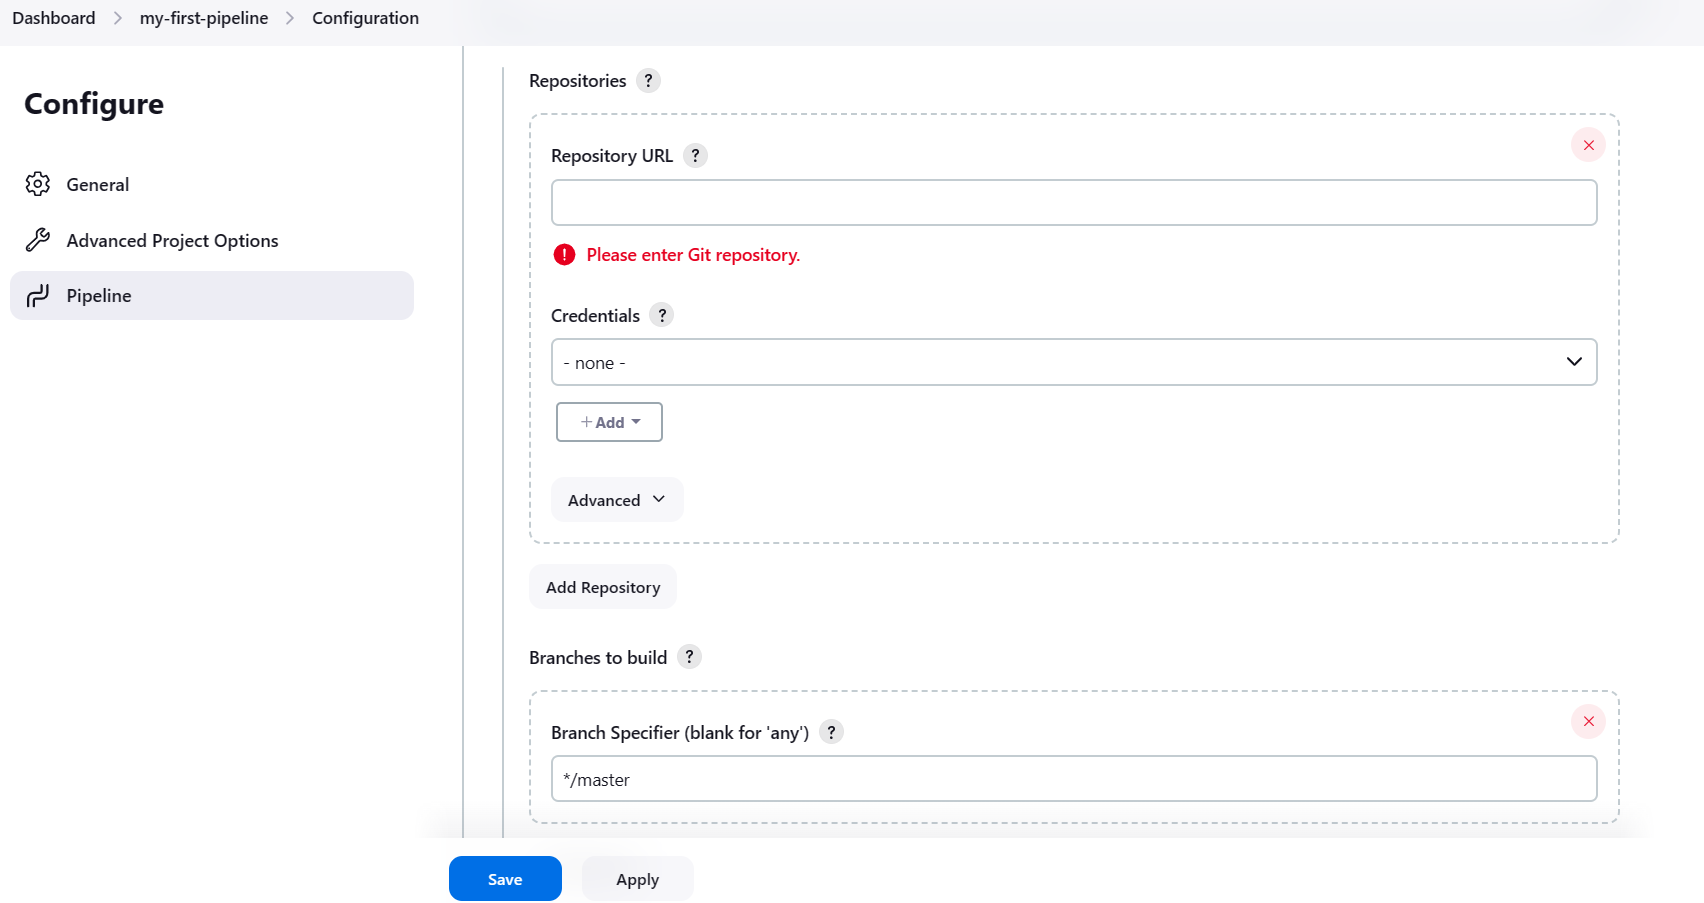 Dashboard > my-first-pipeline > Configuration
Configure
General
Advanced Project Options
Pipeline
Repositories ?
Repository URL ?
! Please enter Git repository.
Credentials ?
- none -
+ Add
Advanced
Add Repository
Branches to build ?
Branch Specifier (blank for 'any') ?
*/master
Save
Apply